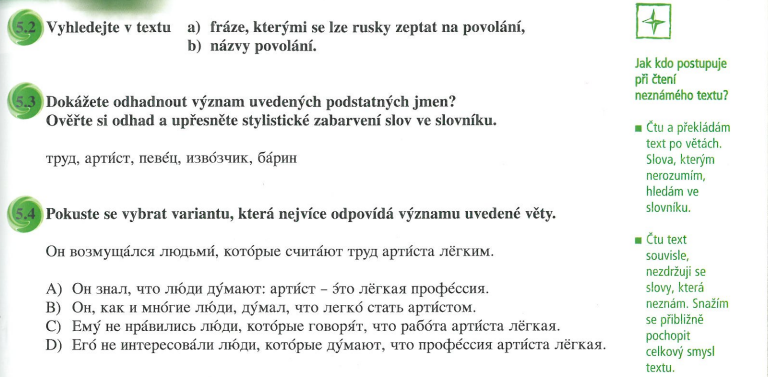 5.2 Vyhledejte v textu a) fráze, kterými se lze rusky zeptat na povolání,
b) názvy povolání.
5.3 Dokážete odhadnout význam uvedených podstatných jmen?
Ověřte si odhad a upřesněte stylistické zabarvení slov ve slovníku.
труд, арти́ст, певе́ц, изво́зчик, ба́рин
5.4 Pokuste se vybrat variantu, která nejvíce odpovídá významu uvedené věty.
Он возмуща́лся людьми́, кото́рые счита́ют труд арти́ста лёгким.
A) Он знал, что лю́ди ду́мают: арти́ст – э́то лёгкая профе́ссия.
B) Он, как и мно́гие лю́ди, ду́мал, что легко́ стать арти́стом.
C) Ему́ не нра́вились лю́ди, кото́рые говоря́т, что рабо́та арти́ста лёгкая.
D) Его́ не интересова́ли лю́ди, кото́рые ду́мают, что профе́ссия арти́ста лёгкая.
Jak kdo postupuje
při čtení
neznámého textu?
■ Čtu a překládám
text po větách.
Slova, kterým
nerozumím,
hledám ve
slovníku.
■ Čtu text
souvisle,
nezdržuji se
slovy, která
neznám. Snažím
se přibližně
pochopit
celkový smysl
textu.